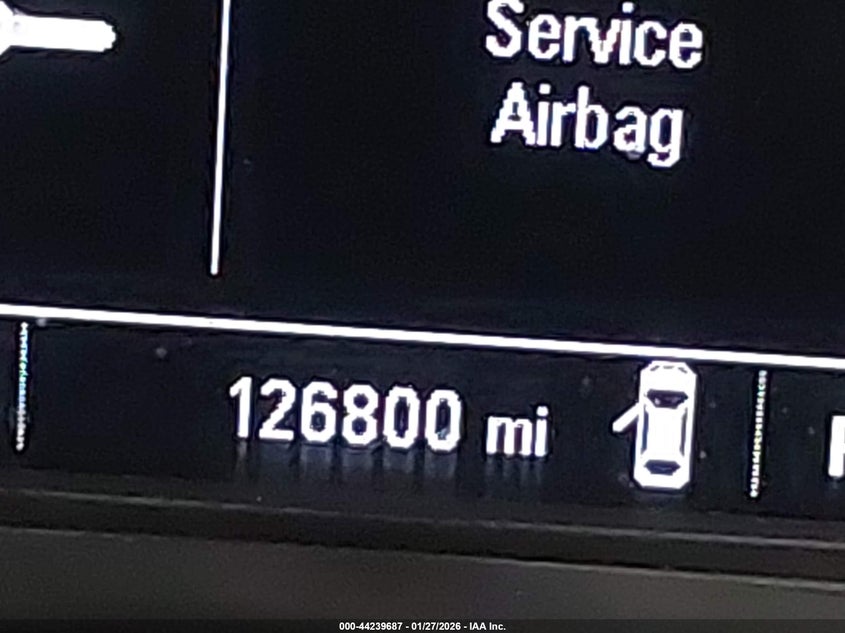 Service
Airbag
126800 mi
000-44239687 - 01/27/2026 - IAA Inc.